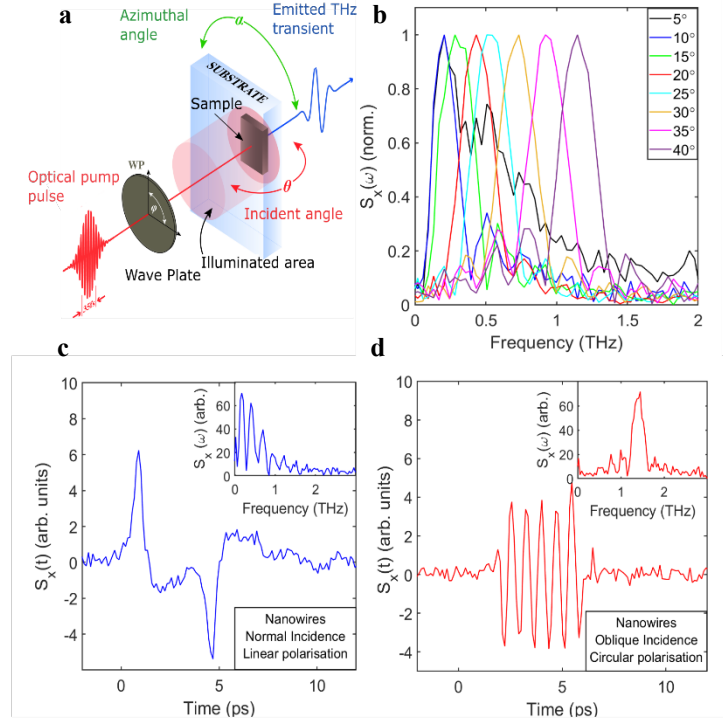 a
Azimuthal
angle
α
Emitted THz
transient
SUBSTRATE
Sample
WP
φ
θ
Optical pump
pulse
Incident angle
Illuminated area
Wave Plate
b
S_x(ω) (norm.)
1
0.8
0.6
0.4
0.2
0
0 0.5 1 1.5 2
Frequency (THz)
5°
10°
15°
20°
25°
30°
35°
40°
c
S_x(t) (arb. units)
10
8
6
4
2
0
-2
-4
0 5 10
Time (ps)
S_x(ω) (arb.)
60
40
20
0
0 1 2
Frequency (THz)
Nanowires
Normal Incidence
Linear polarisation
d
S_x(t) (arb. units)
10
8
6
4
2
0
-2
-4
0 5 10
Time (ps)
S_x(ω) (arb.)
60
40
20
0
0 1 2
Frequency (THz)
Nanowires
Oblique Incidence
Circular polarisation